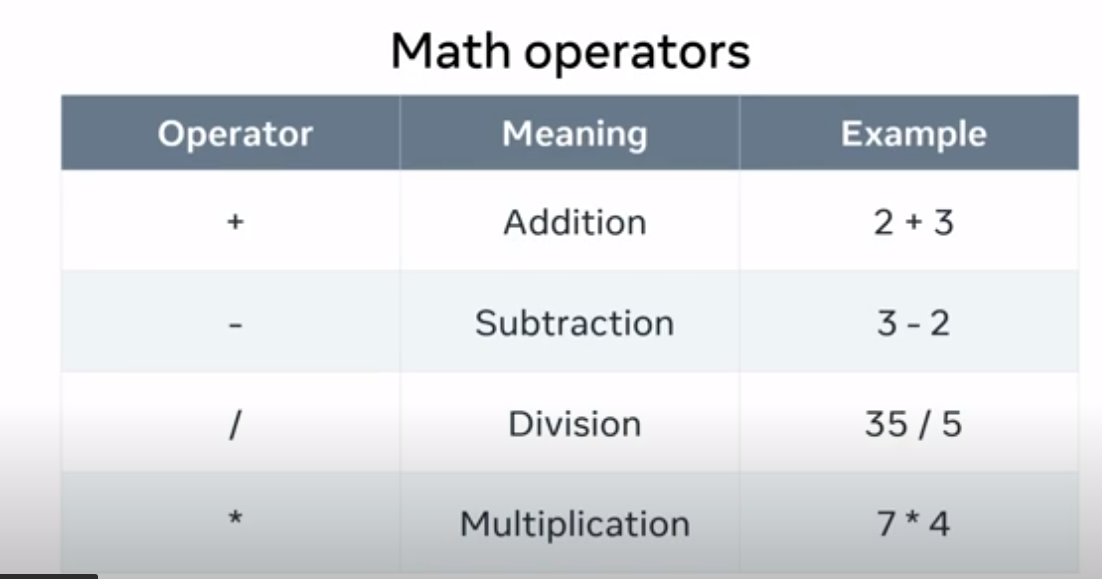 Math operators
Operator Meaning Example
+ Addition 2 + 3
- Subtraction 3 - 2
/ Division 35 / 5
* Multiplication 7 * 4